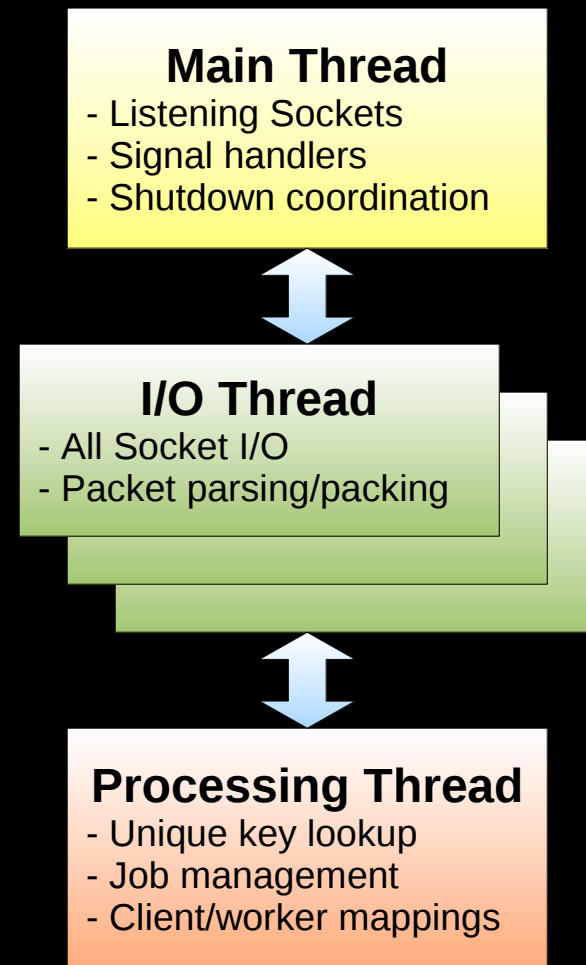 Main Thread
- Listening Sockets
- Signal handlers
- Shutdown coordination
I/O Thread
- All Socket I/O
- Packet parsing/packing
Processing Thread
- Unique key lookup
- Job management
- Client/worker mappings